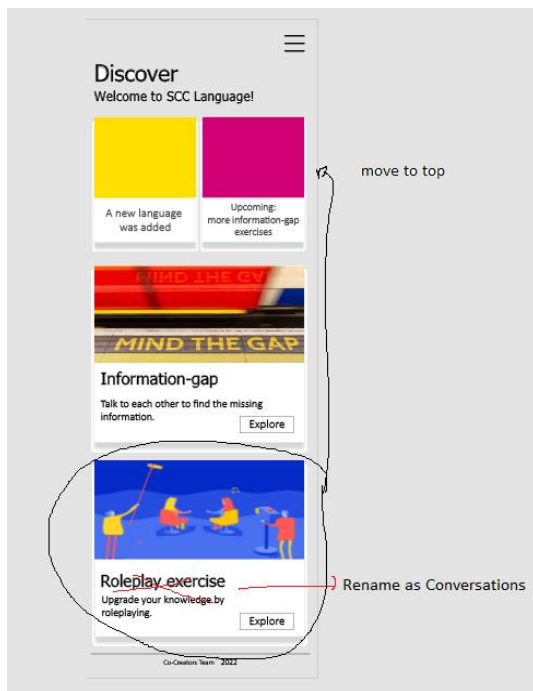 Discover
Welcome to SCC Language!
move to top
A new language
was added
Upcoming:
more information-gap
exercises
MIND THE GAP
MIND THE GAP
Information-gap
Talk to each other to find the missing
information.
Explore
Roleplay exercise
Rename as Conversations
Upgrade your knowledge by
roleplaying.
Explore
Co-Creators Team 2022